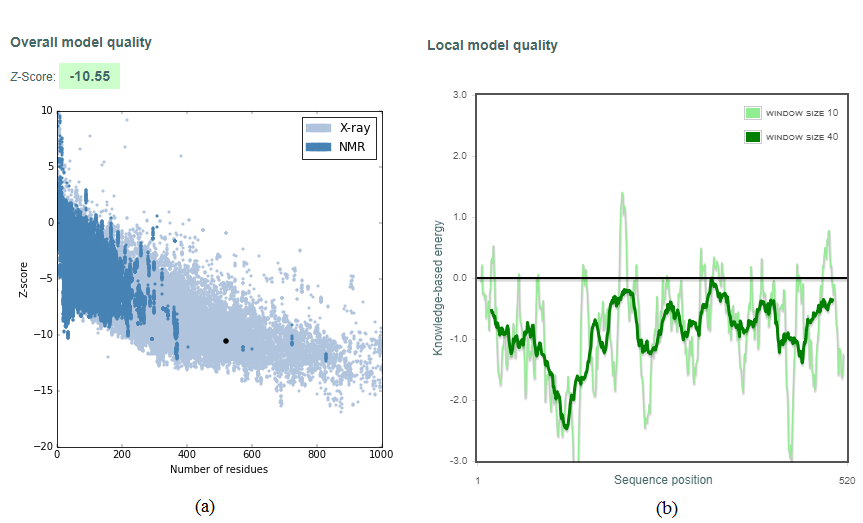 Overall model quality
Z-Score: -10.55
10
5
0
−5
−10
−15
−20
Z-score
X-ray
NMR
0
200
400
600
800
1000
Number of residues
(a)
Local model quality
3.0
2.0
1.0
0.0
-1.0
-2.0
-3.0
Knowledge-based energy
WINDOW SIZE 10
WINDOW SIZE 40
1
Sequence position
520
(b)